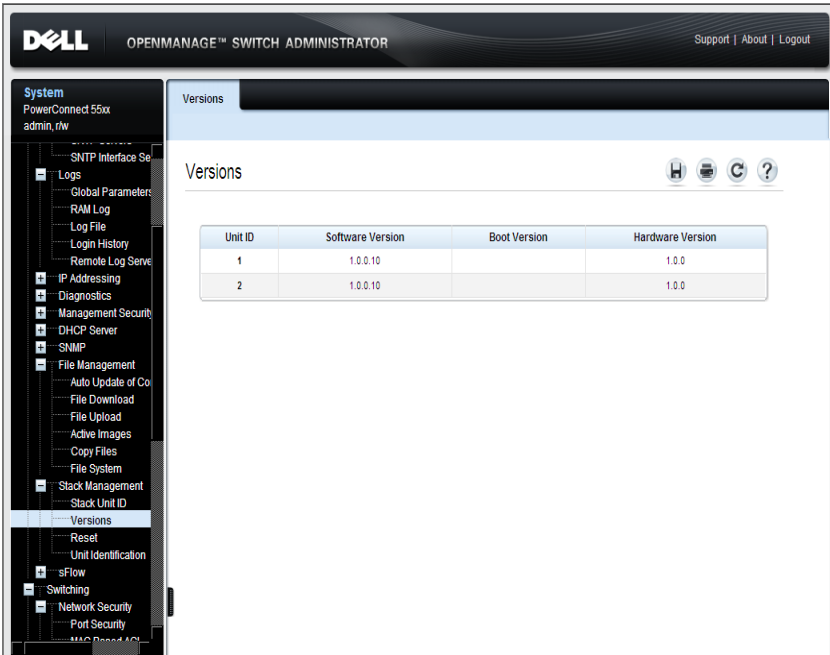 DELL OPENMANAGE™ SWITCH ADMINISTRATOR
Support | About | Logout
System
PowerConnect 55xx
admin, r/w
SNTP Interface Se
Logs
Global Parameters
RAM Log
Log File
Login History
Remote Log Serve
IP Addressing
Diagnostics
Management Security
DHCP Server
SNMP
File Management
Auto Update of Co
File Download
File Upload
Active Images
Copy Files
File System
Stack Management
Stack Unit ID
Versions
Reset
Unit Identification
sFlow
Switching
Network Security
Port Security
Versions
Versions
?
Unit ID Software Version Boot Version Hardware Version
1 1.0.0.10 1.0.0
2 1.0.0.10 1.0.0